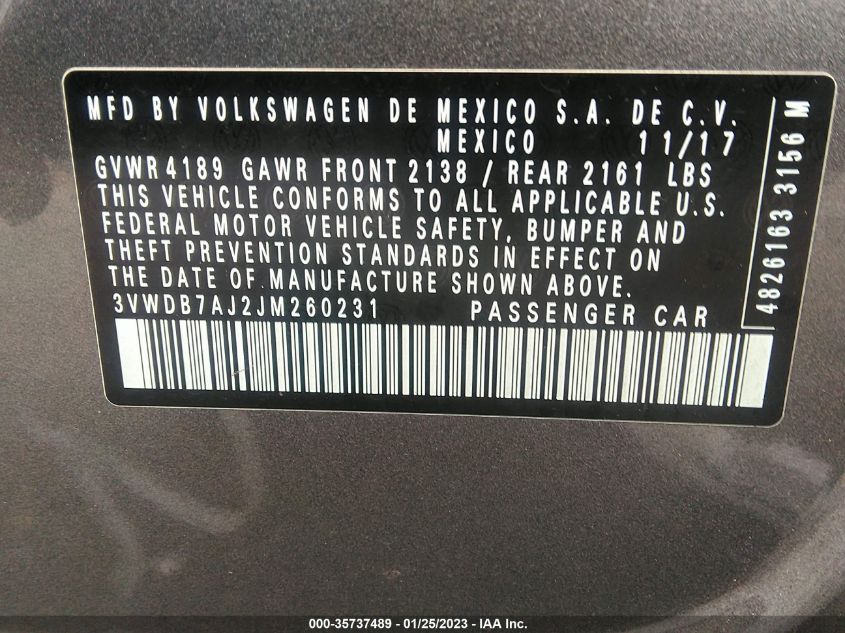 MFD BY VOLKSWAGEN DE MEXICO S.A. DE C.V.
MEXICO 11/17
GVWR 4189 GAWR FRONT 2138 / REAR 2161 LBS
THIS VEHICLE CONFORMS TO ALL APPLICABLE U.S.
FEDERAL MOTOR VEHICLE SAFETY, BUMPER AND
THEFT PREVENTION STANDARDS IN EFFECT ON
THE DATE OF MANUFACTURE SHOWN ABOVE.
3VWDB7AJ2JM260231 PASSENGER CAR
4826163 3156 M
000-35737489 - 01/25/2023 - IAA Inc.